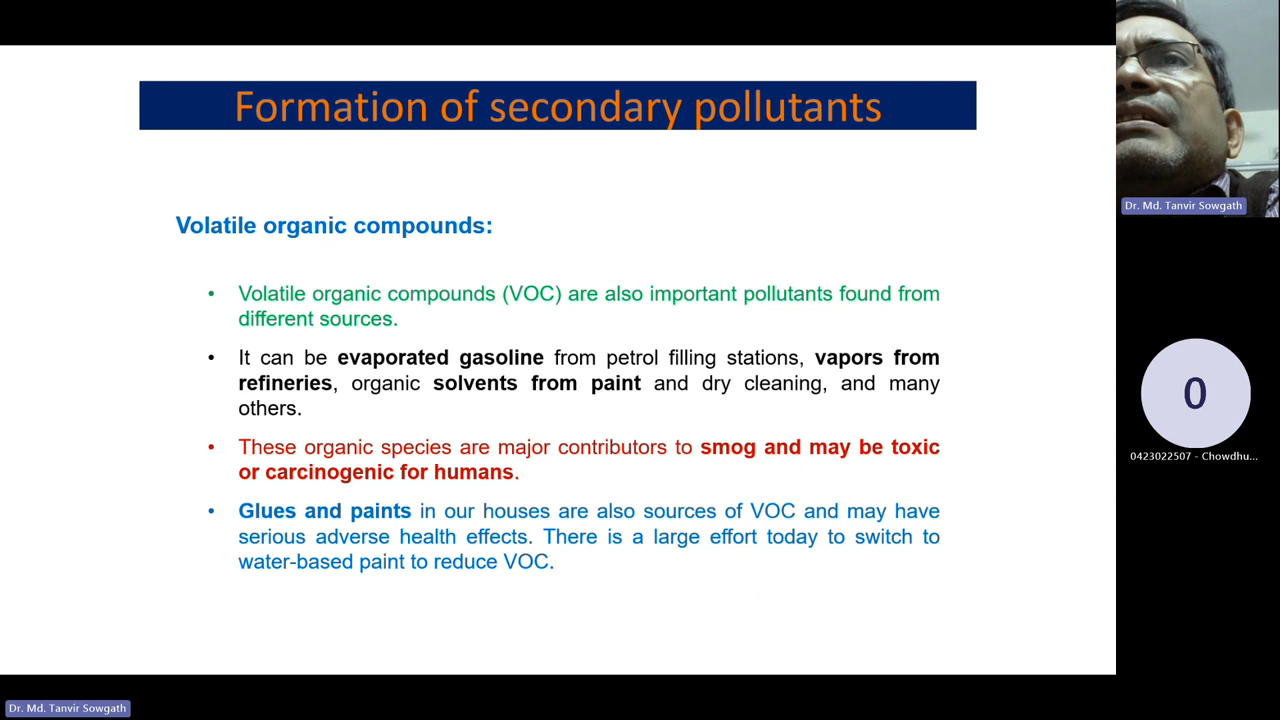 Formation of secondary pollutants
Volatile organic compounds:
• Volatile organic compounds (VOC) are also important pollutants found from
different sources.
• It can be evaporated gasoline from petrol filling stations, vapors from
refineries, organic solvents from paint and dry cleaning, and many
others.
• These organic species are major contributors to smog and may be toxic
or carcinogenic for humans.
• Glues and paints in our houses are also sources of VOC and may have
serious adverse health effects. There is a large effort today to switch to
water-based paint to reduce VOC.
Dr. Md. Tanvir Sowgath
0
0423022507 - Chowdhu...
Dr. Md. Tanvir Sowgath